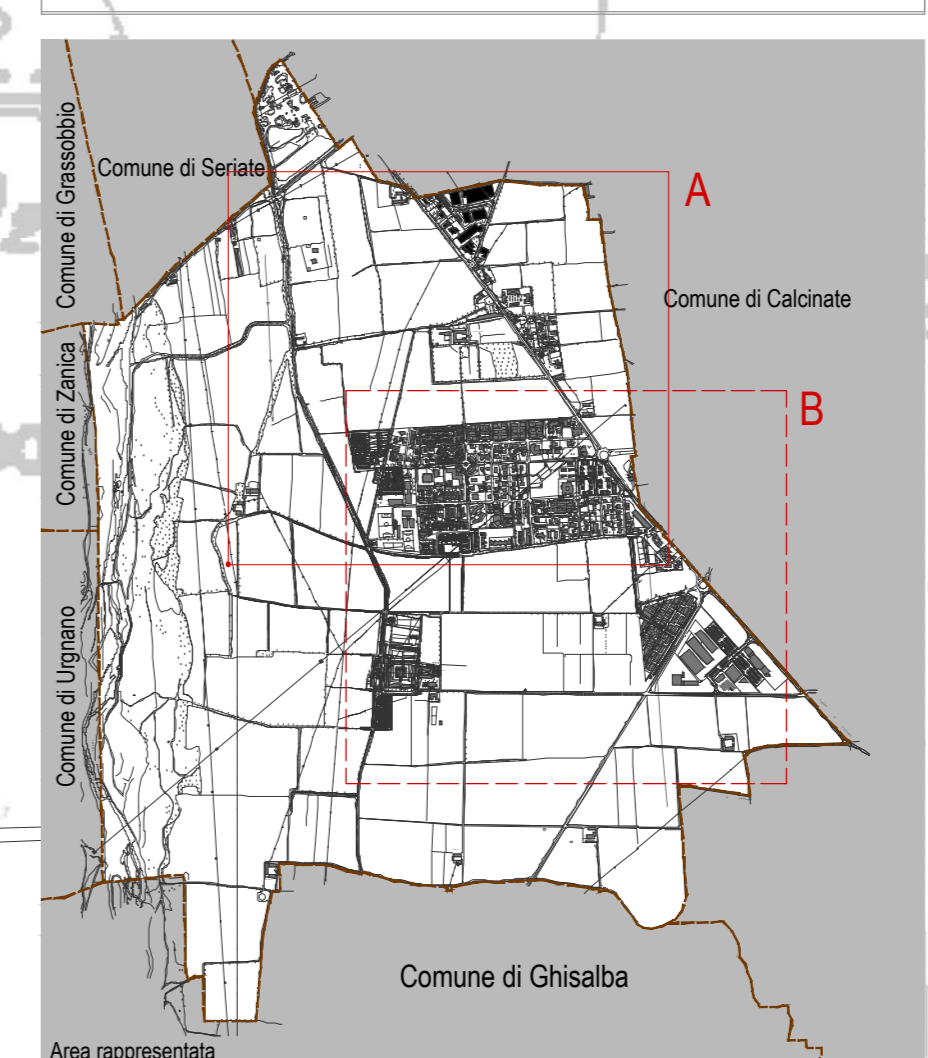 Comune di Grassobbio
Comune di Seriate
A
Comune di Calcinate
Comune di Zanica
B
Comune di Urgnano
Comune di Ghisalba
Area rappresentata